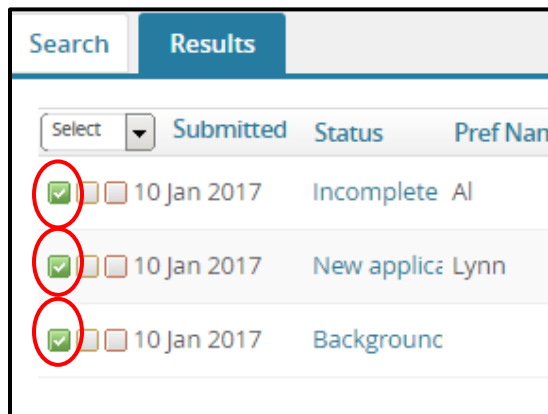 Search Results
Select Submitted Status Pref Nam
10 Jan 2017 Incomplete Al
10 Jan 2017 New applica Lynn
10 Jan 2017 Background